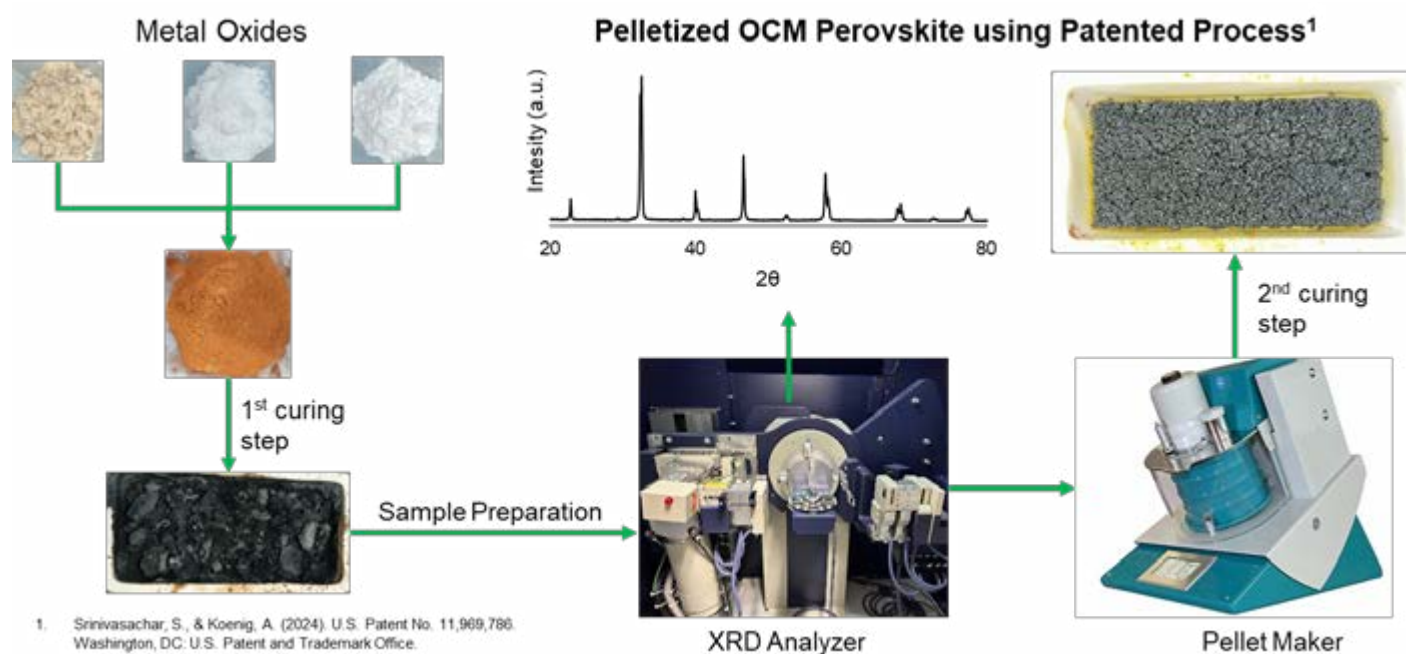 Metal Oxides
Pelletized OCM Perovskite using Patented Process1
Intesity (a.u.)
20 40 60 80
2θ
1st curing
step
2nd curing
step
Sample Preparation
XRD Analyzer
Pellet Maker
1. Srinivasachar, S., & Koenig, A. (2024). U.S. Patent No. 11,969,786.
Washington, DC: U.S. Patent and Trademark Office.